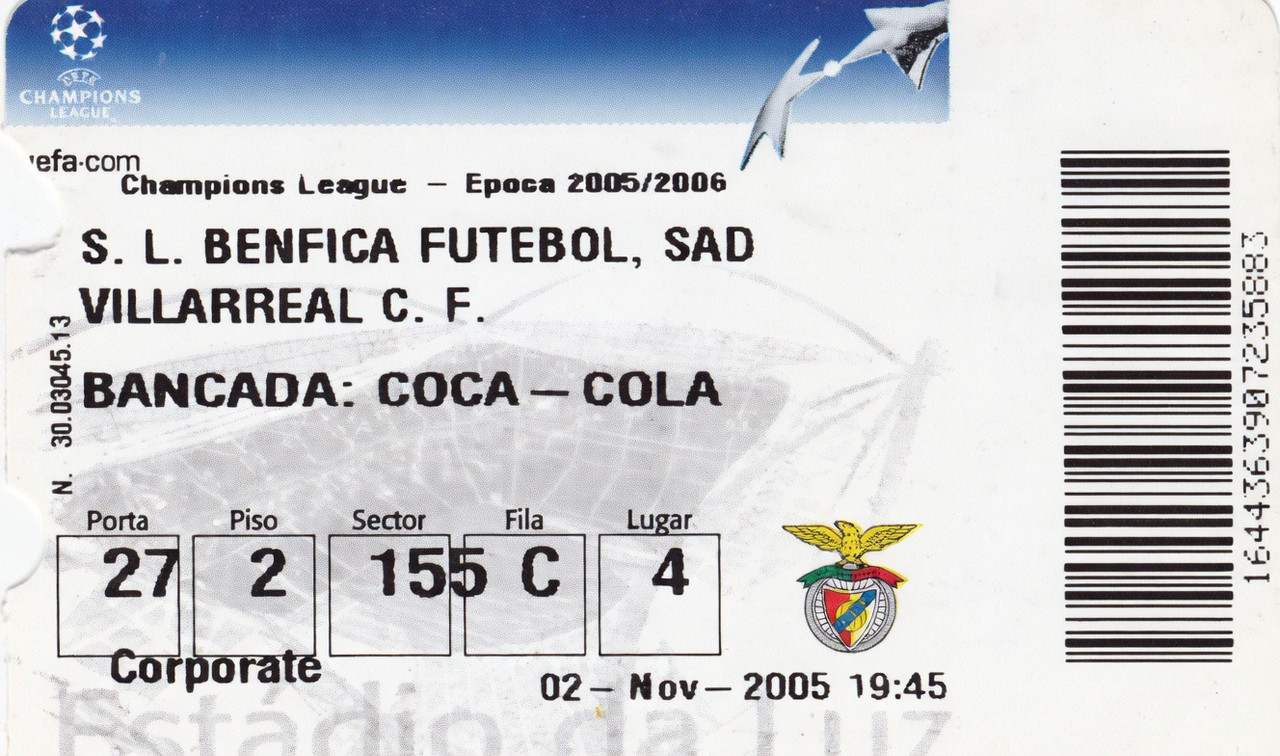 UEFA
CHAMPIONS
LEAGUE
uefa.com
Champions League - Epoca 2005/2006
S. L. BENFICA FUTEBOL, SAD
VILLARREAL C. F.
BANCADA: COCA - COLA
N. 30.03045.13
Porta Piso Sector Fila Lugar
27 2 155 C 4
Corporate
02 - Nov - 2005 19:45
Estádio da Luz
1644363907235883